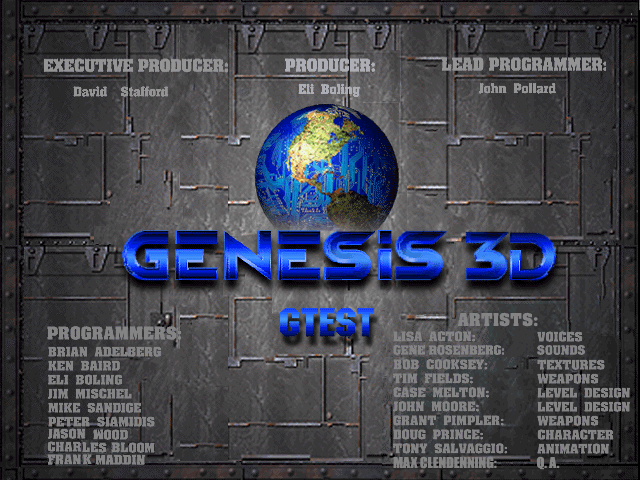 EXECUTIVE PRODUCER:
David Stafford
PRODUCER:
Eli Boling
LEAD PROGRAMMER:
John Pollard
GENESIS 3D
GTEST
PROGRAMMERS:
BRIAN ADELBERG
KEN BAIRD
ELI BOLING
JIM MISCHEL
MIKE SANDIGE
PETER SIAMIDIS
JASON WOOD
CHARLES BLOOM
FRANK MADDIN
ARTISTS:
LISA ACTON: VOICES
GENE ROSENBERG: SOUNDS
BOB COOKSEY: TEXTURES
TIM FIELDS: WEAPONS
CASE MELTON: LEVEL DESIGN
JOHN MOORE: LEVEL DESIGN
GRANT PIMPLER: WEAPONS
DOUG PRINCE: CHARACTER
TONY SALVAGGIO: ANIMATION
MAX CLENDENNING: Q.A.